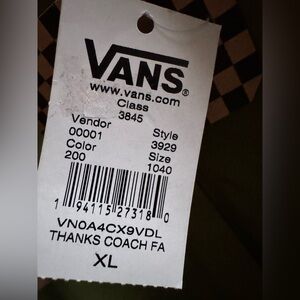 VANS®
www.vans.com
Class
3845
Vendor Style
00001 3929
Color Size
200 1040
1 94115 27318 0
VN0A4CX9VDL
THANKS COACH FA
XL